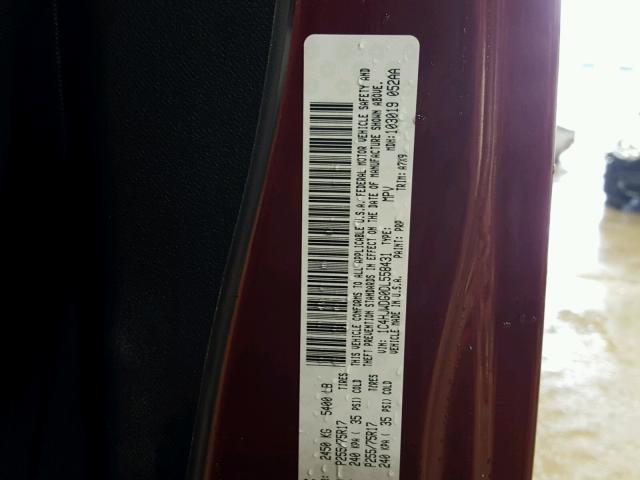 2450 KG 5400 LB
TIRES
P255/75R17
240 KPA ( 35 PSI) COLD
TIRES
P255/75R17
240 KPA ( 35 PSI) COLD
THIS VEHICLE CONFORMS TO ALL APPLICABLE U.S.A. FEDERAL MOTOR VEHICLE SAFETY AND
THEFT PREVENTION STANDARDS IN EFFECT ON THE DATE OF MANUFACTURE SHOWN ABOVE.
VIN: 1C4HJWDG0DL558431 TYPE: MPV MDH: 103019 052AA
VEHICLE MADE IN U.S.A. PAINT: PRP TRIM: A7X9